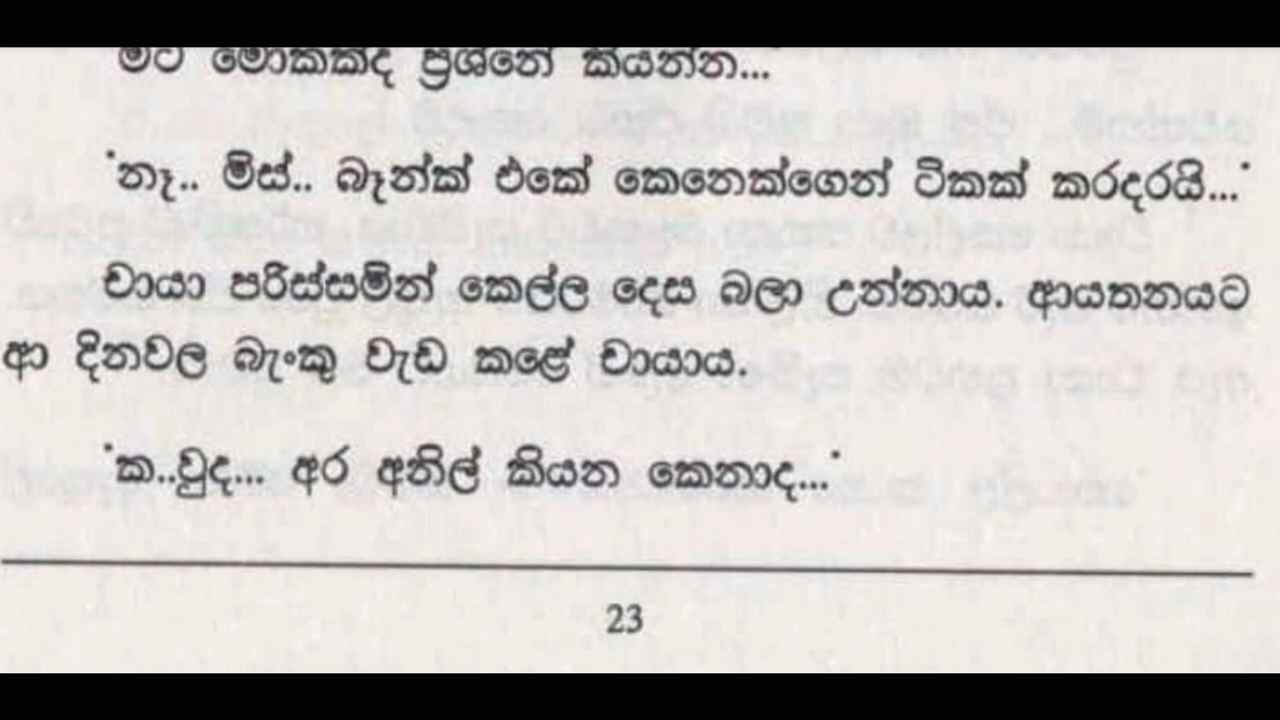 මට මොකක්ද ප්‍රශ්නේ කියන්න...
'නෑ.. මිස්.. බෑන්ක් එකේ කෙනෙක්ගෙන් ටිකක් කරදරයි...'
චායා පරිස්සමින් කෙල්ල දෙස බලා උන්නාය. ආයතනයට
ආ දිනවල බැංකු වැඩ කළේ චායාය.
'ක..වුද... අර අනිල් කියන කෙනාද...'
23